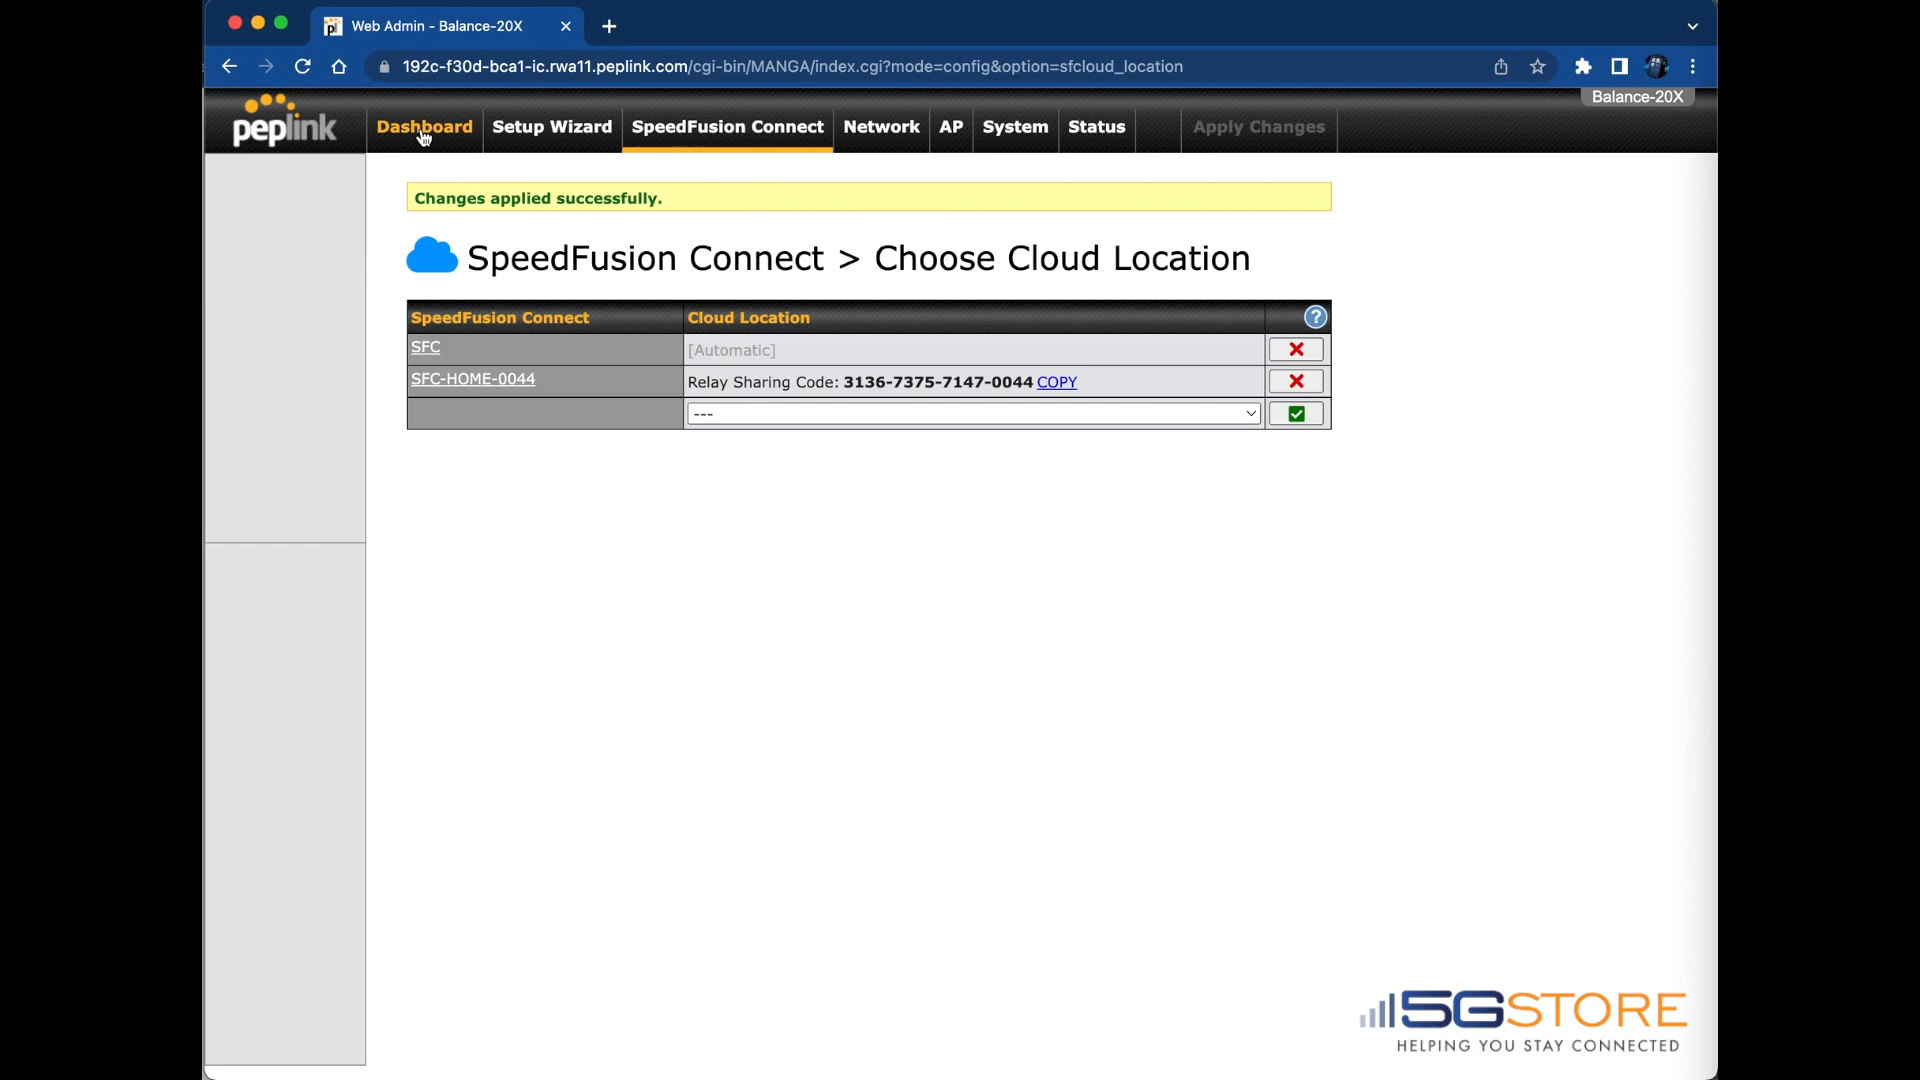 Web Admin - Balance-20X
192c-f30d-bca1-ic.rwa11.peplink.com/cgi-bin/MANGA/index.cgi?mode=config&option=sfcloud_location
Balance-20X
peplink
Dashboard Setup Wizard SpeedFusion Connect Network AP System Status Apply Changes
Changes applied successfully.
SpeedFusion Connect > Choose Cloud Location
SpeedFusion Connect Cloud Location ?
SFC [Automatic]
SFC-HOME-0044 Relay Sharing Code: 3136-7375-7147-0044 COPY
---
5GSTORE
HELPING YOU STAY CONNECTED